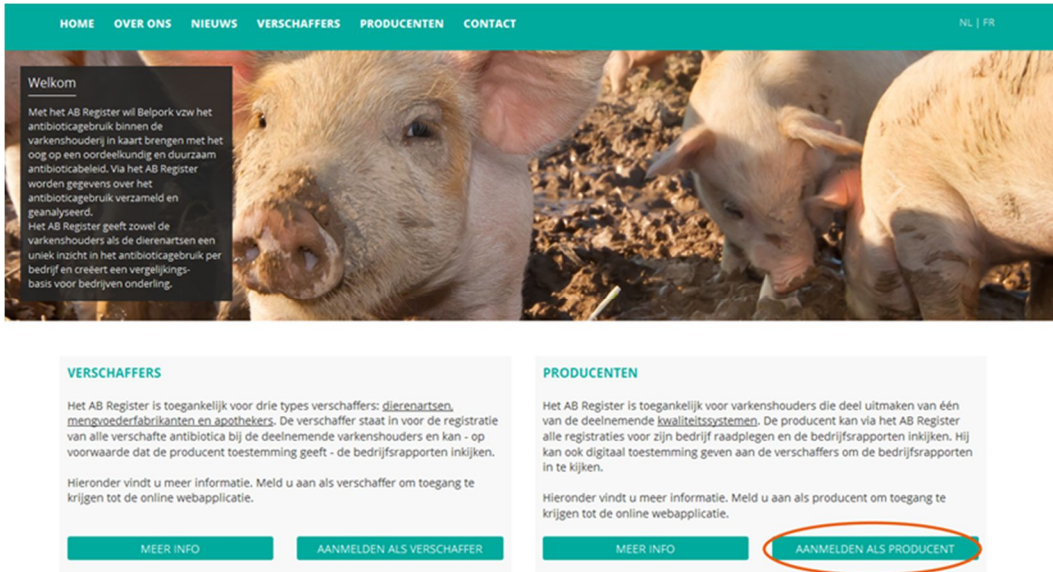 HOME OVER ONS NIEUWS VERSCHAFFERS PRODUCENTEN CONTACT NL | FR
Welkom
Met het AB Register wil Belpork vzw het
antibioticagebruik binnen de
varkenshouderij in kaart brengen met het
oog op een oordeelkundig en duurzaam
antibioticabeleid. Via het AB Register
worden gegevens over het
antibioticagebruik verzameld en
geanalyseerd.
Het AB Register geeft zowel de
varkenshouders als de dierenartsen een
uniek inzicht in het antibioticagebruik per
bedrijf en creëert een vergelijkings-
basis voor bedrijven onderling.
VERSCHAFFERS
Het AB Register is toegankelijk voor drie types verschaffers: dierenartsen,
mengvoederfabrikanten en apothekers. De verschaffer staat in voor de registratie
van alle verschafte antibiotica bij de deelnemende varkenshouders en kan - op
voorwaarde dat de producent toestemming geeft - de bedrijfsrapporten inkijken.
Hieronder vindt u meer informatie. Meld u aan als verschaffer om toegang te
krijgen tot de online webapplicatie.
MEER INFO AANMELDEN ALS VERSCHAFFER
PRODUCENTEN
Het AB Register is toegankelijk voor varkenshouders die deel uitmaken van één
van de deelnemende kwaliteitssystemen. De producent kan via het AB Register
alle registraties voor zijn bedrijf raadplegen en de bedrijfsrapporten inkijken. Hij
kan ook digitaal toestemming geven aan de verschaffers om de bedrijfsrapporten
in te kijken.
Hieronder vindt u meer informatie. Meld u aan als producent om toegang te
krijgen tot de online webapplicatie.
MEER INFO AANMELDEN ALS PRODUCENT